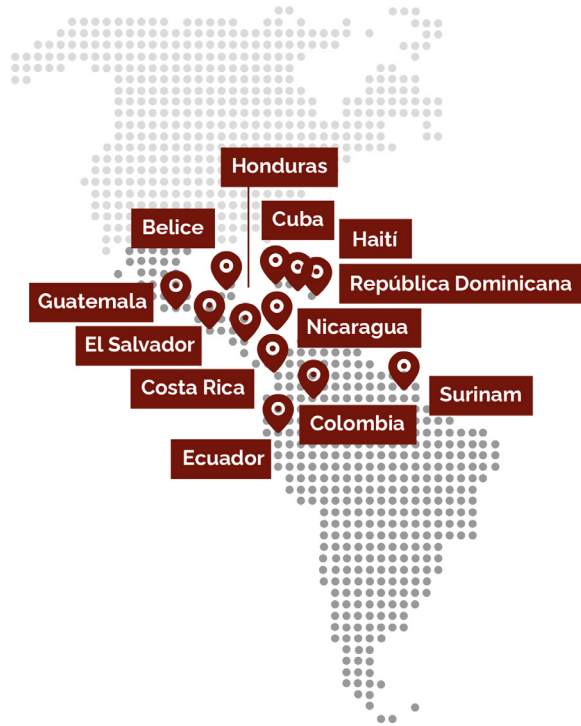 Honduras
Cuba
Belice
Haití
República Dominicana
Guatemala
Nicaragua
El Salvador
Costa Rica
Surinam
Colombia
Ecuador